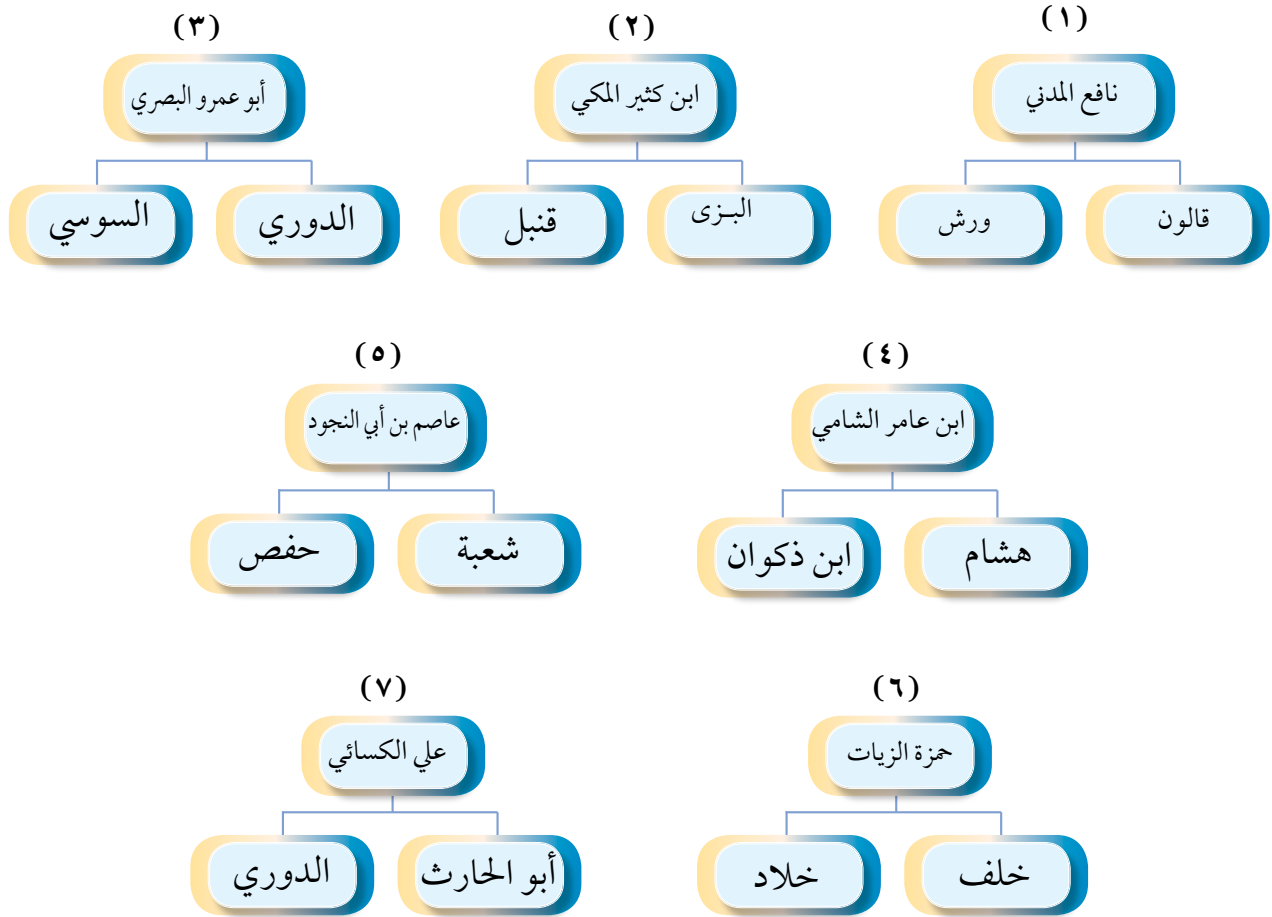 (١)
نافع المدني
قالون
ورش
(٢)
ابن كثير المكي
البـزى
قنبل
(٣)
أبو عمرو البصري
الدوري
السوسي
(٤)
ابن عامر الشامي
هشام
ابن ذكوان
(٥)
عاصم بن أبي النجود
شعبة
حفص
(٦)
حمزة الزيات
خلف
خلاد
(٧)
علي الكسائي
أبو الحارث
الدوري